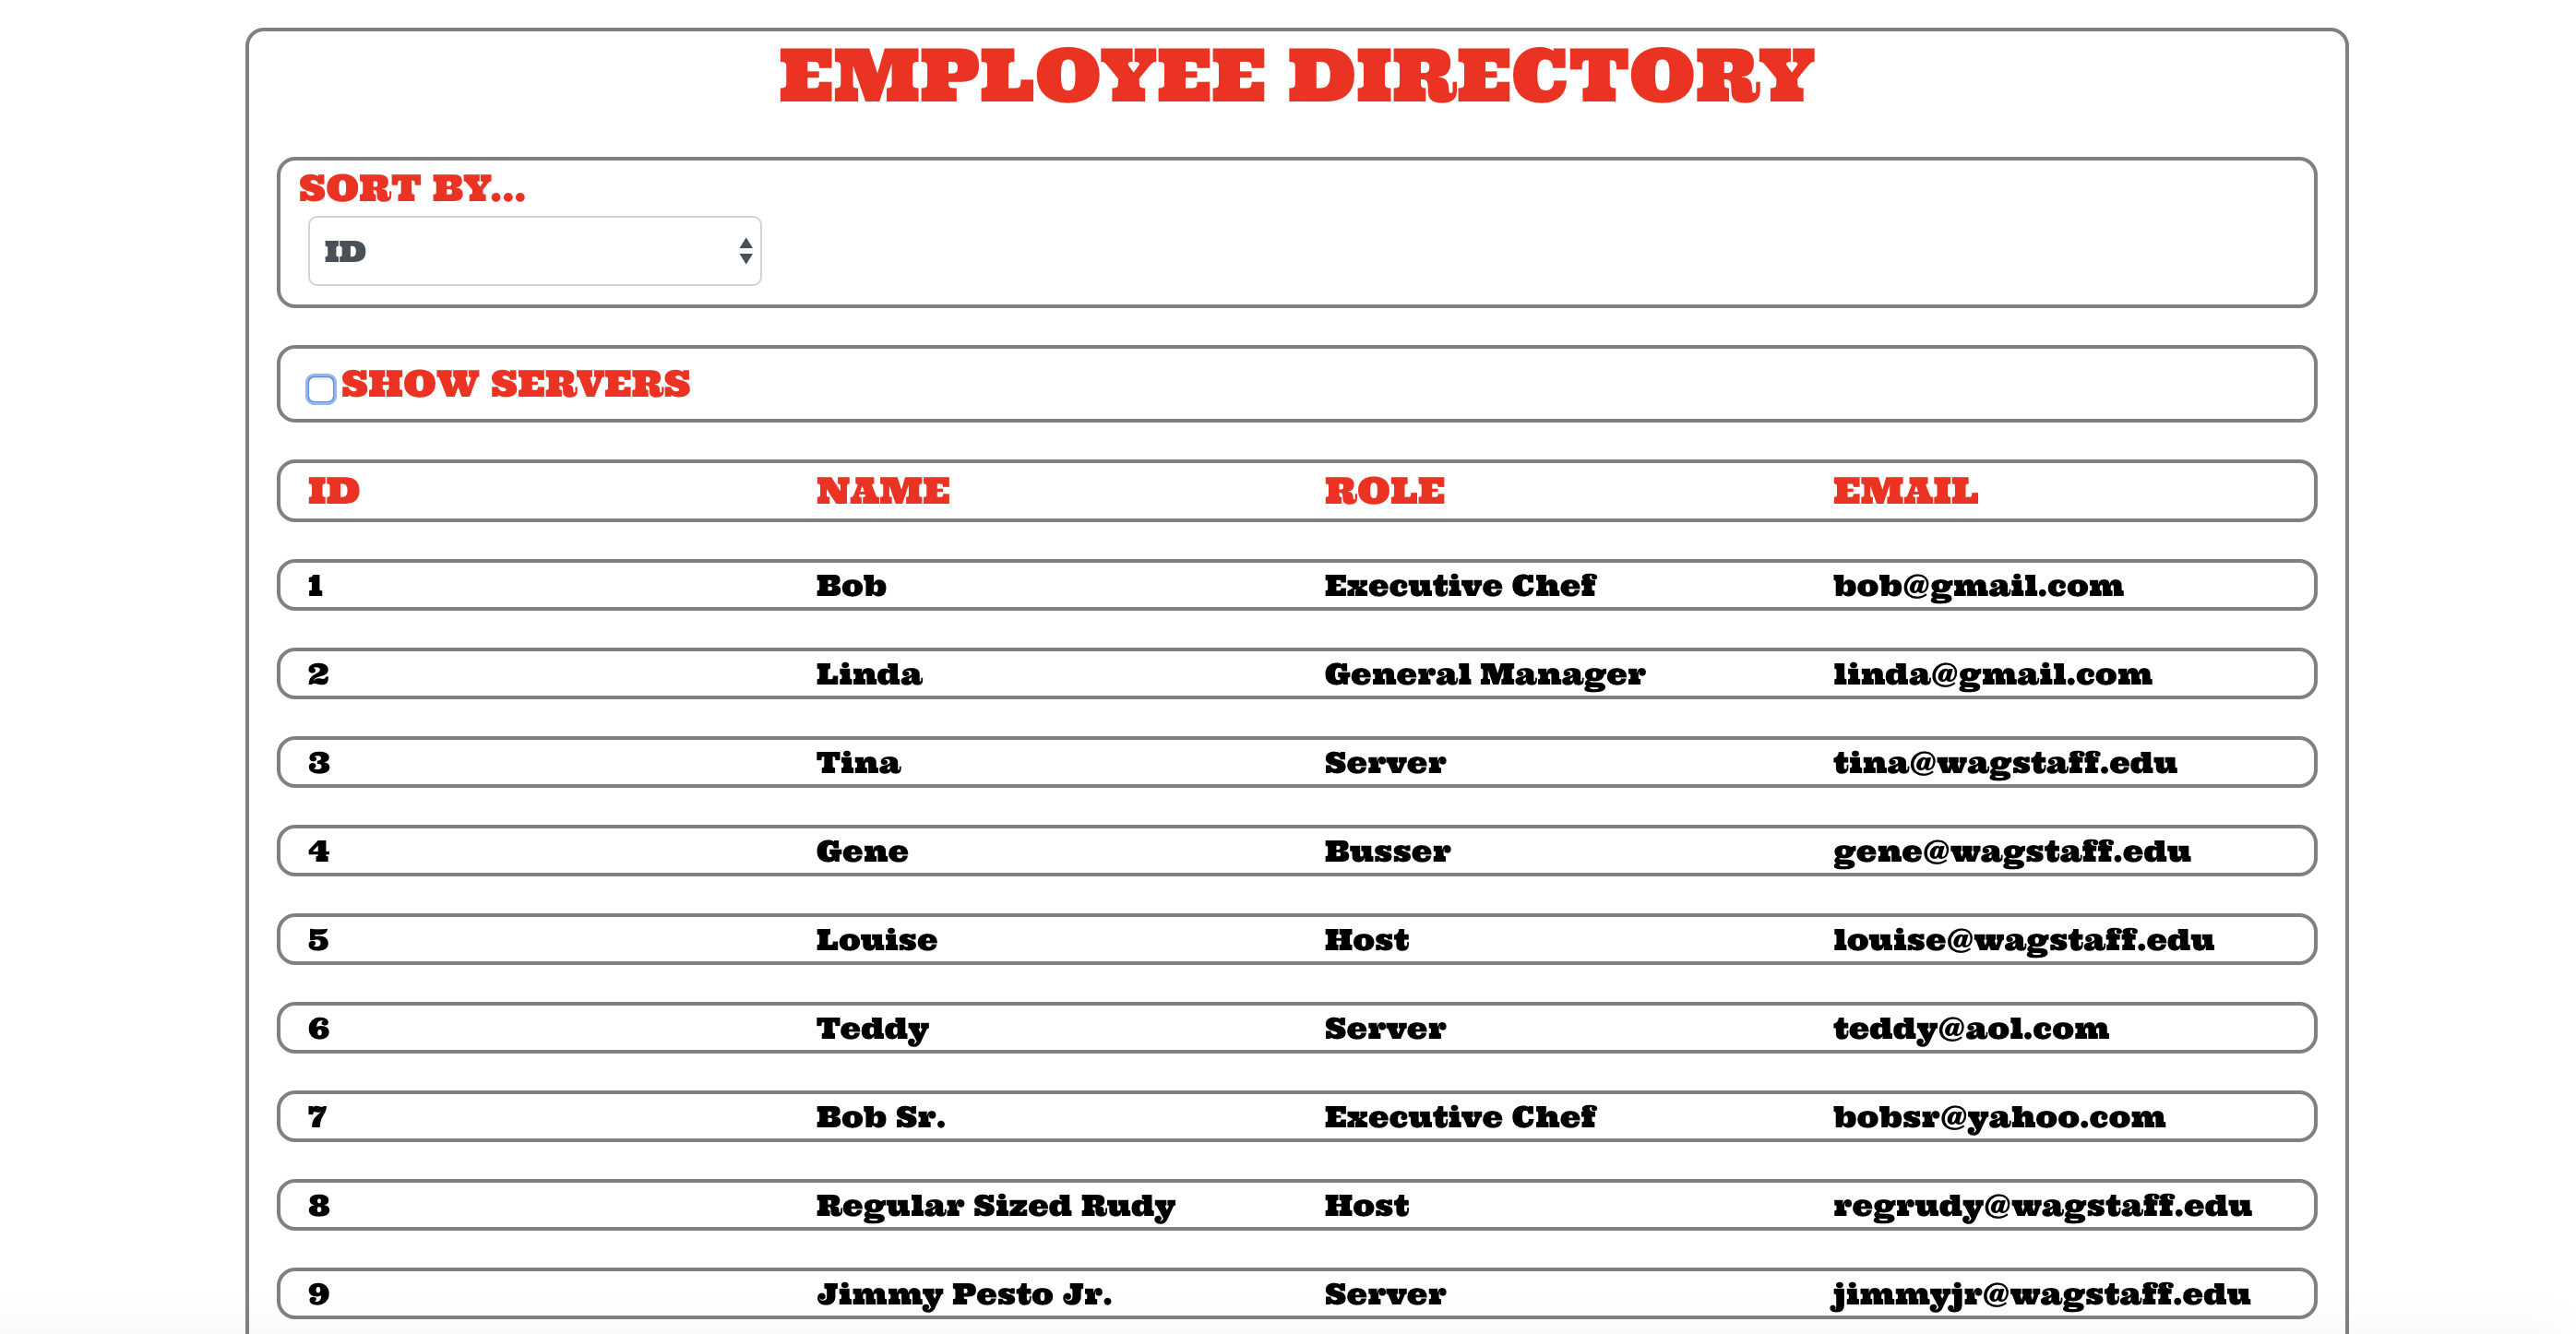 EMPLOYEE DIRECTORY
SORT BY...
ID
SHOW SERVERS
ID NAME ROLE EMAIL
1 Bob Executive Chef bob@gmail.com
2 Linda General Manager linda@gmail.com
3 Tina Server tina@wagstaff.edu
4 Gene Busser gene@wagstaff.edu
5 Louise Host louise@wagstaff.edu
6 Teddy Server teddy@aol.com
7 Bob Sr. Executive Chef bobsr@yahoo.com
8 Regular Sized Rudy Host regrudy@wagstaff.edu
9 Jimmy Pesto Jr. Server jimmyjr@wagstaff.edu